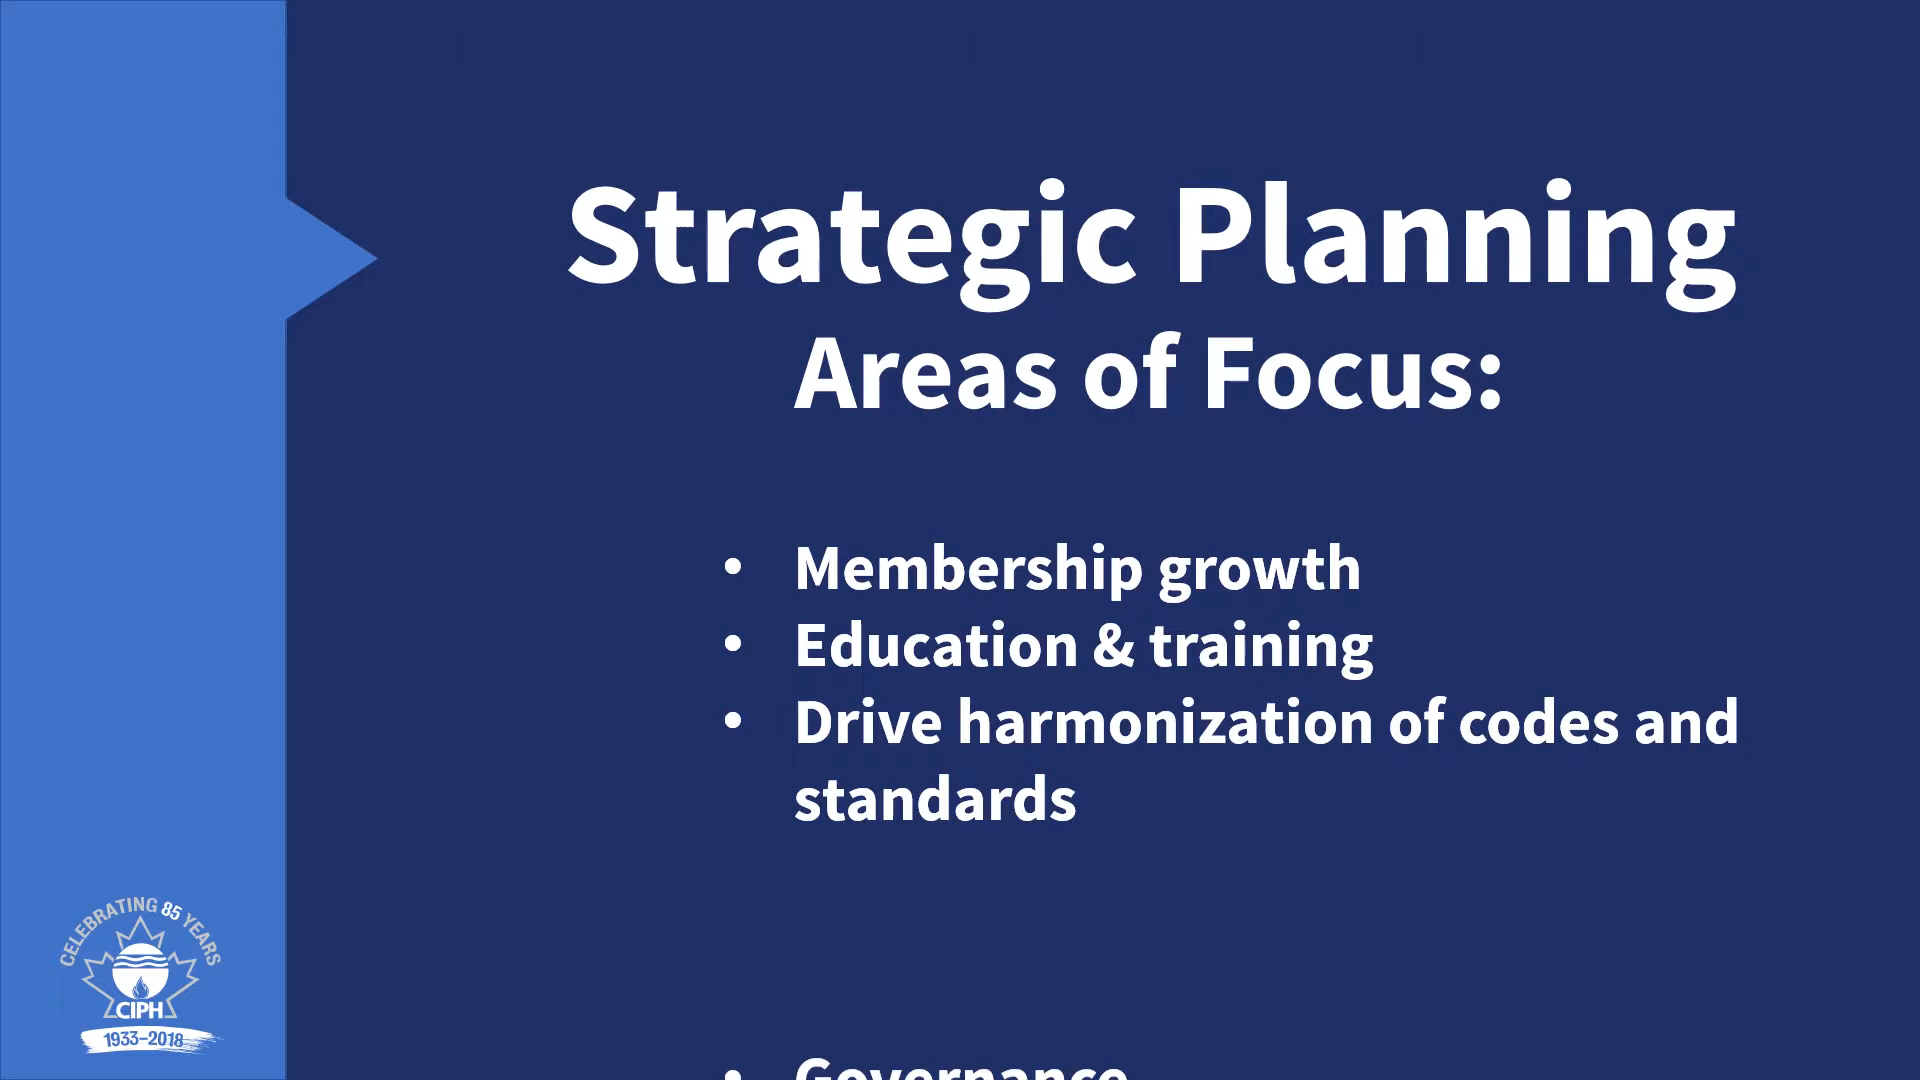 Strategic Planning
Areas of Focus:
• Membership growth
• Education & training
• Drive harmonization of codes and
standards
• Governance
CELEBRATING 85 YEARS
CIPH
1933–2018